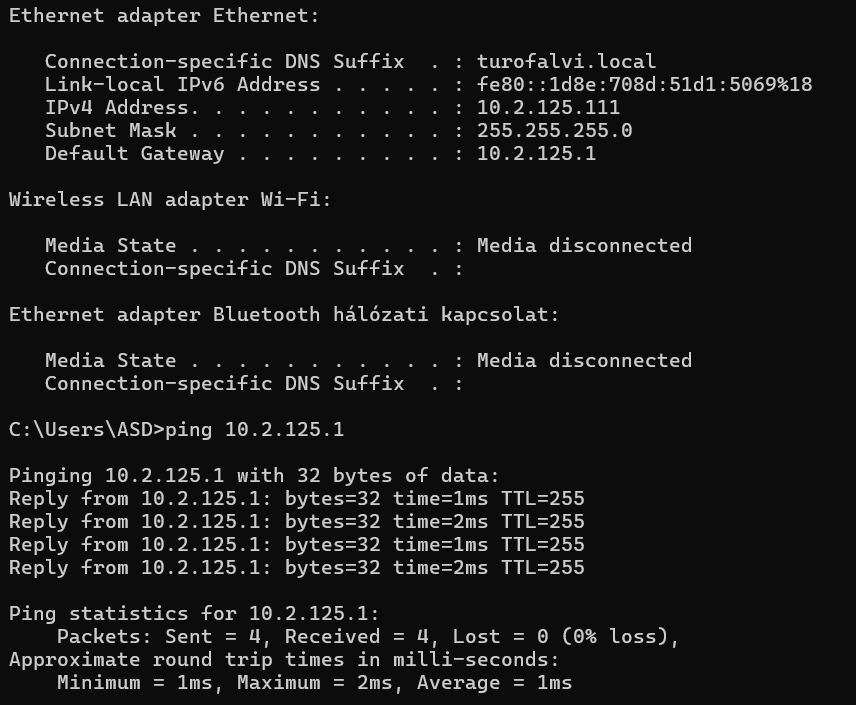 Ethernet adapter Ethernet:
Connection-specific DNS Suffix  . : turofalvi.local
Link-local IPv6 Address . . . . . : fe80::1d8e:708d:51d1:5069%18
IPv4 Address. . . . . . . . . . . : 10.2.125.111
Subnet Mask . . . . . . . . . . . : 255.255.255.0
Default Gateway . . . . . . . . . : 10.2.125.1
Wireless LAN adapter Wi-Fi:
Media State . . . . . . . . . . . : Media disconnected
Connection-specific DNS Suffix  . :
Ethernet adapter Bluetooth hálózati kapcsolat:
Media State . . . . . . . . . . . : Media disconnected
Connection-specific DNS Suffix  . :
C:\Users\ASD>ping 10.2.125.1
Pinging 10.2.125.1 with 32 bytes of data:
Reply from 10.2.125.1: bytes=32 time=1ms TTL=255
Reply from 10.2.125.1: bytes=32 time=2ms TTL=255
Reply from 10.2.125.1: bytes=32 time=1ms TTL=255
Reply from 10.2.125.1: bytes=32 time=2ms TTL=255
Ping statistics for 10.2.125.1:
Packets: Sent = 4, Received = 4, Lost = 0 (0% loss),
Approximate round trip times in milli-seconds:
Minimum = 1ms, Maximum = 2ms, Average = 1ms